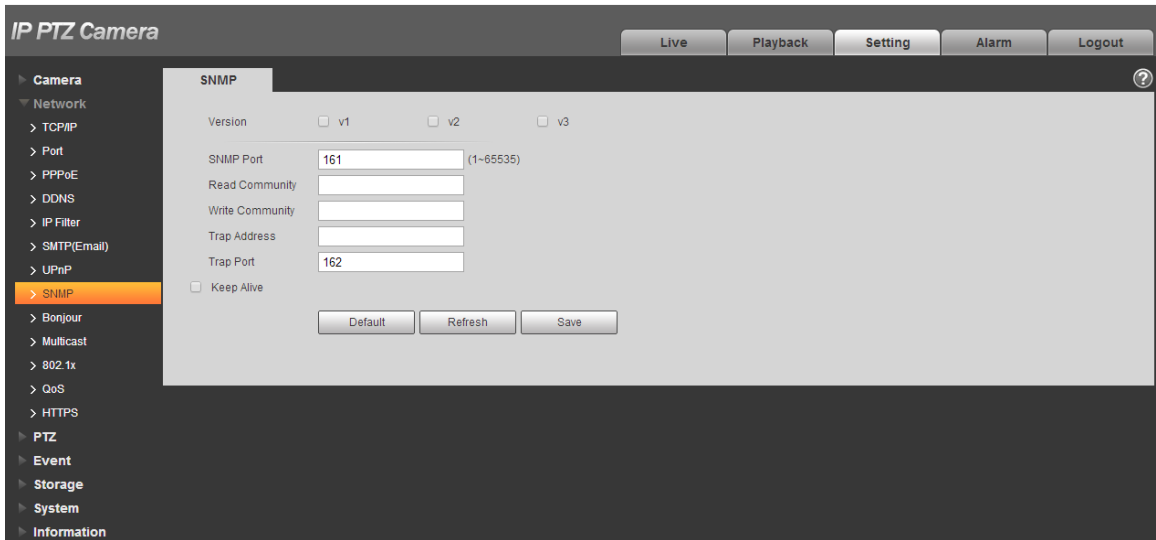 IP PTZ Camera
Live Playback Setting Alarm Logout
Camera
Network
TCP/IP
Port
PPPoE
DDNS
IP Filter
SMTP(Email)
UPnP
SNMP
Bonjour
Multicast
802.1x
QoS
HTTPS
PTZ
Event
Storage
System
Information
SNMP
?
Version v1 v2 v3
SNMP Port 161 (1~65535)
Read Community
Write Community
Trap Address
Trap Port 162
Keep Alive
Default Refresh Save